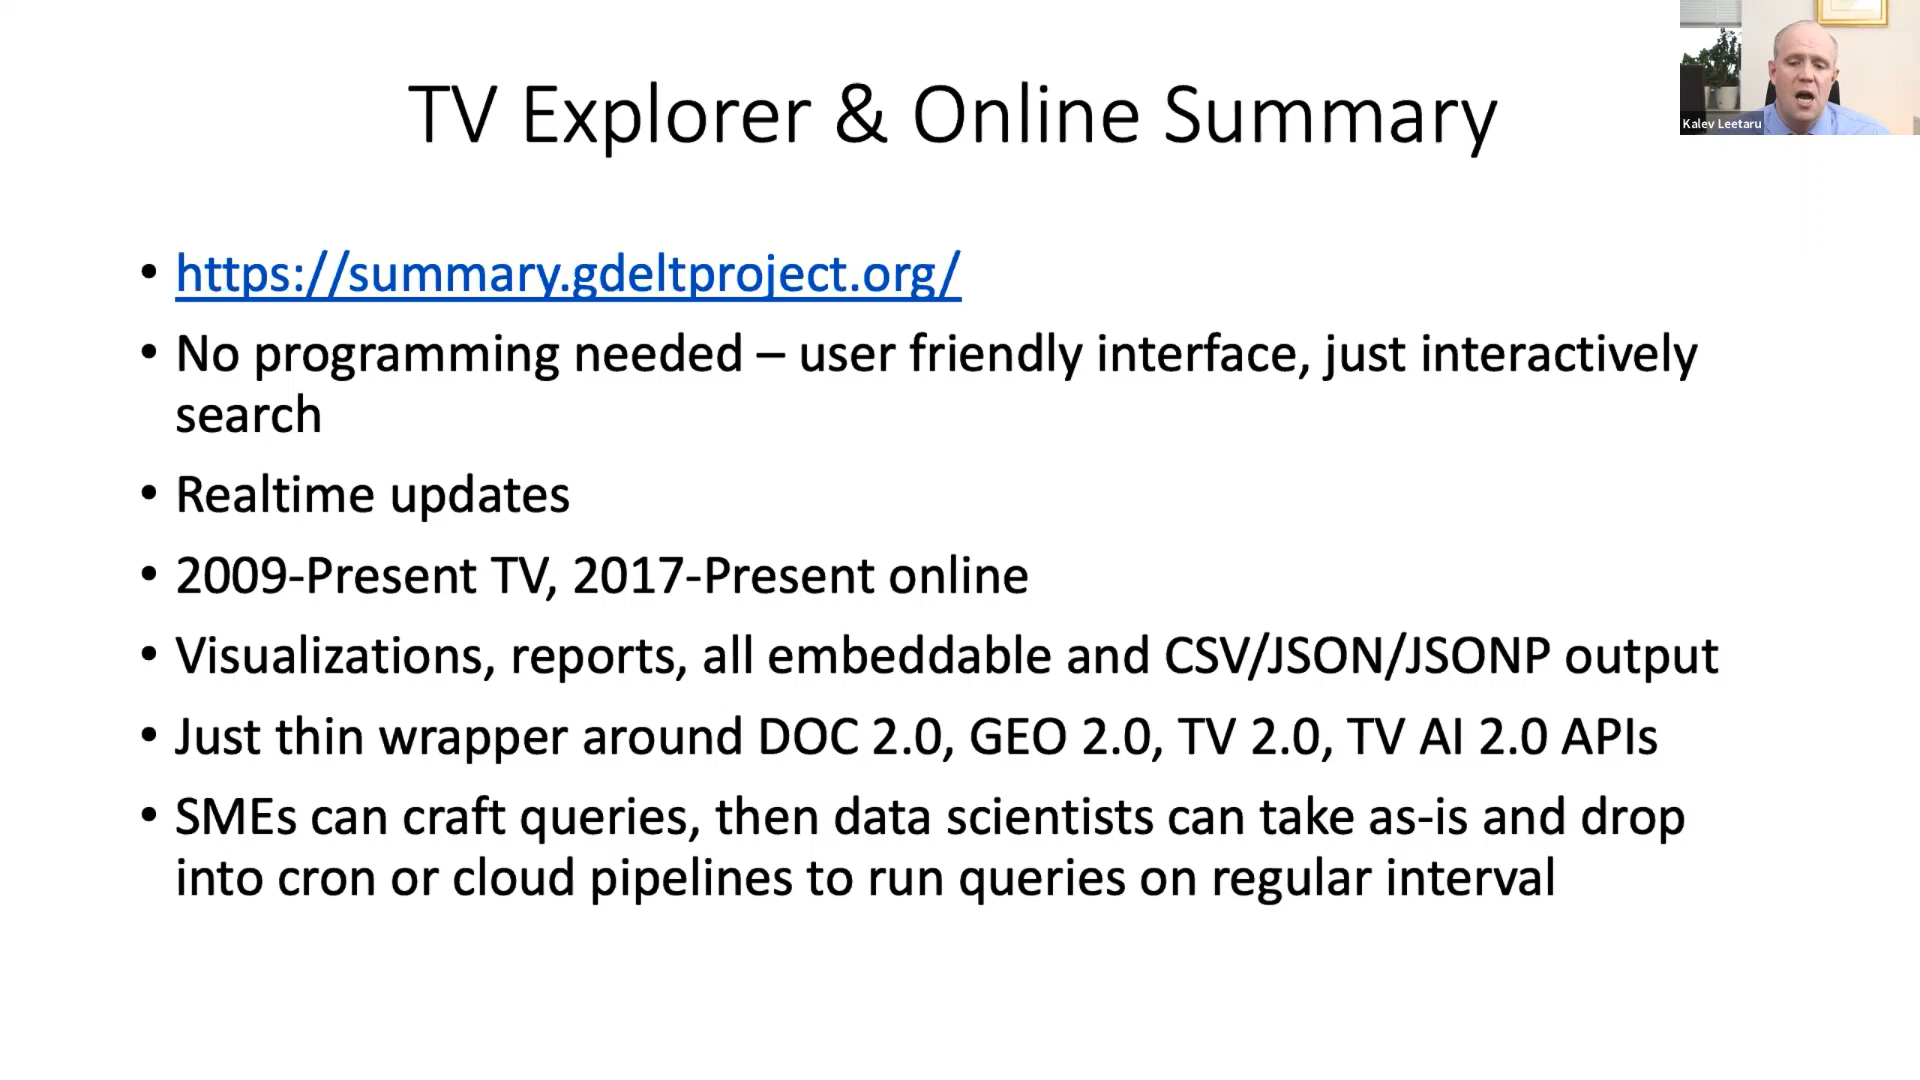 TV Explorer & Online Summary
Kalev Leetaru
• https://summary.gdeltproject.org/
• No programming needed – user friendly interface, just interactively
search
• Realtime updates
• 2009-Present TV, 2017-Present online
• Visualizations, reports, all embeddable and CSV/JSON/JSONP output
• Just thin wrapper around DOC 2.0, GEO 2.0, TV 2.0, TV AI 2.0 APIs
• SMEs can craft queries, then data scientists can take as-is and drop
into cron or cloud pipelines to run queries on regular interval